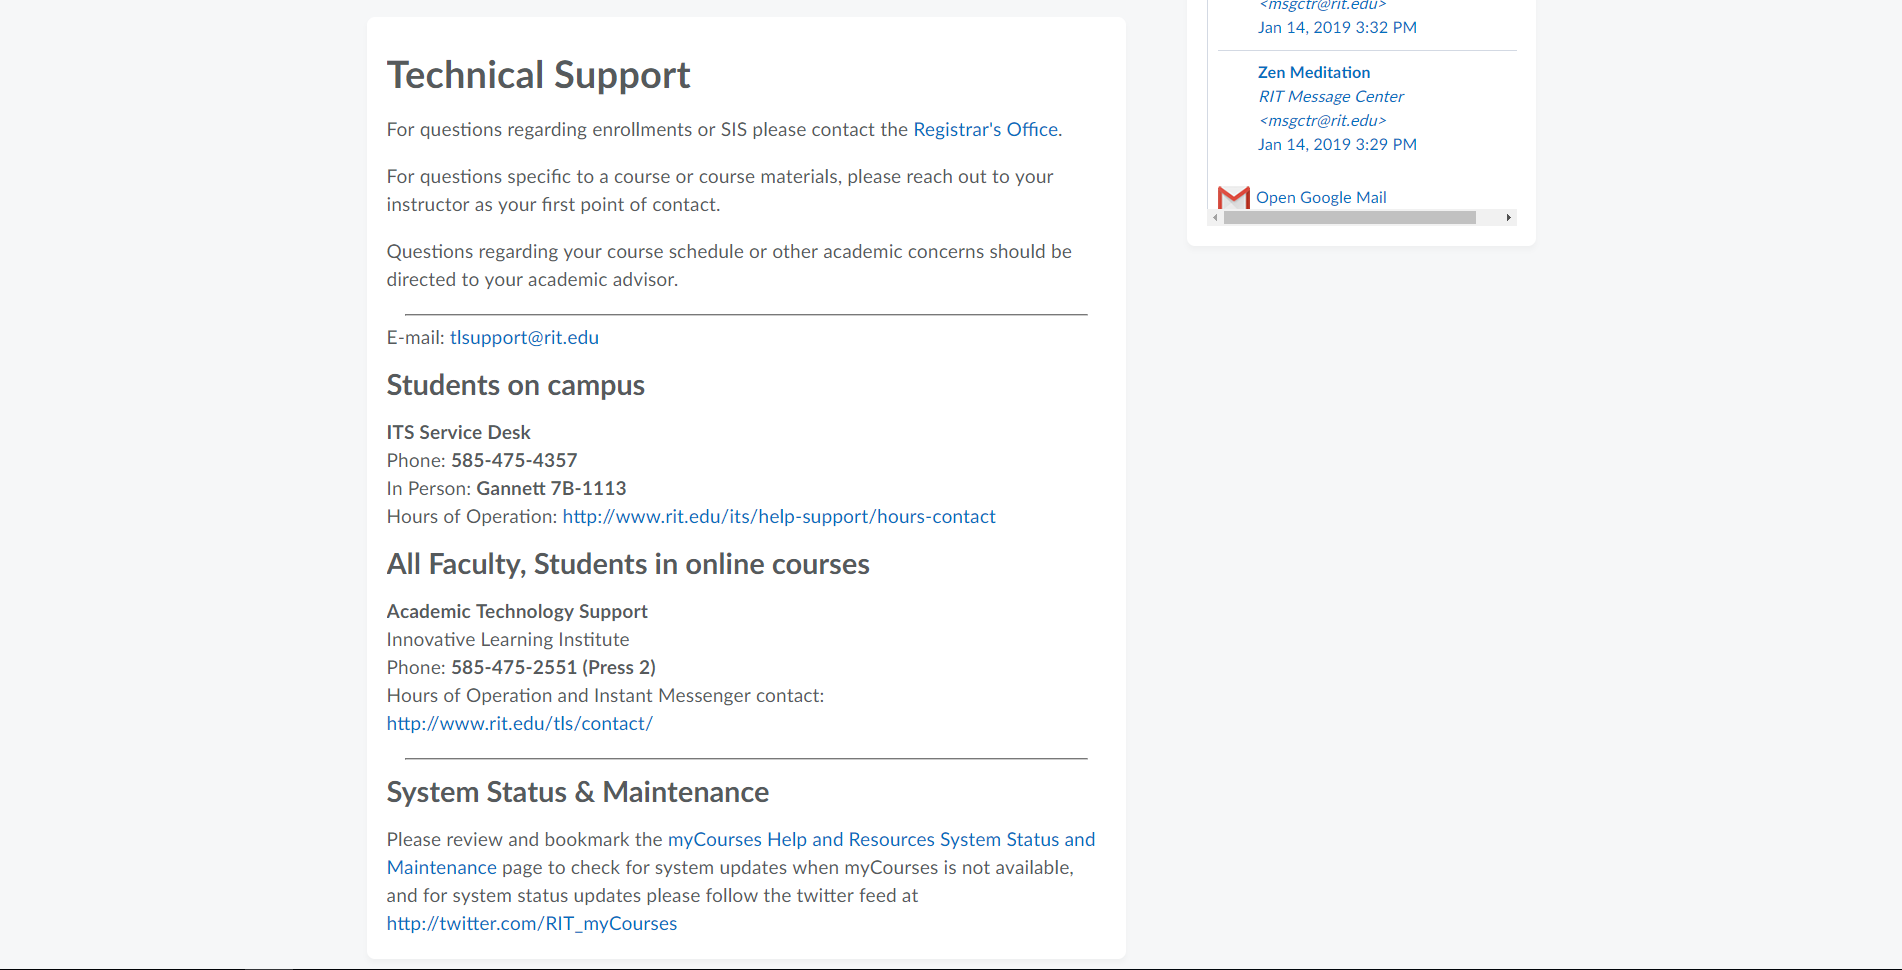 Technical Support
For questions regarding enrollments or SIS please contact the Registrar's Office.
For questions specific to a course or course materials, please reach out to your
instructor as your first point of contact.
Questions regarding your course schedule or other academic concerns should be
directed to your academic advisor.
E-mail: tlsupport@rit.edu
Students on campus
ITS Service Desk
Phone: 585-475-4357
In Person: Gannett 7B-1113
Hours of Operation: http://www.rit.edu/its/help-support/hours-contact
All Faculty, Students in online courses
Academic Technology Support
Innovative Learning Institute
Phone: 585-475-2551 (Press 2)
Hours of Operation and Instant Messenger contact:
http://www.rit.edu/tls/contact/
System Status & Maintenance
Please review and bookmark the myCourses Help and Resources System Status and
Maintenance page to check for system updates when myCourses is not available,
and for system status updates please follow the twitter feed at
http://twitter.com/RIT_myCourses
<msgctr@rit.edu>
Jan 14, 2019 3:32 PM
Zen Meditation
RIT Message Center
<msgctr@rit.edu>
Jan 14, 2019 3:29 PM
Open Google Mail